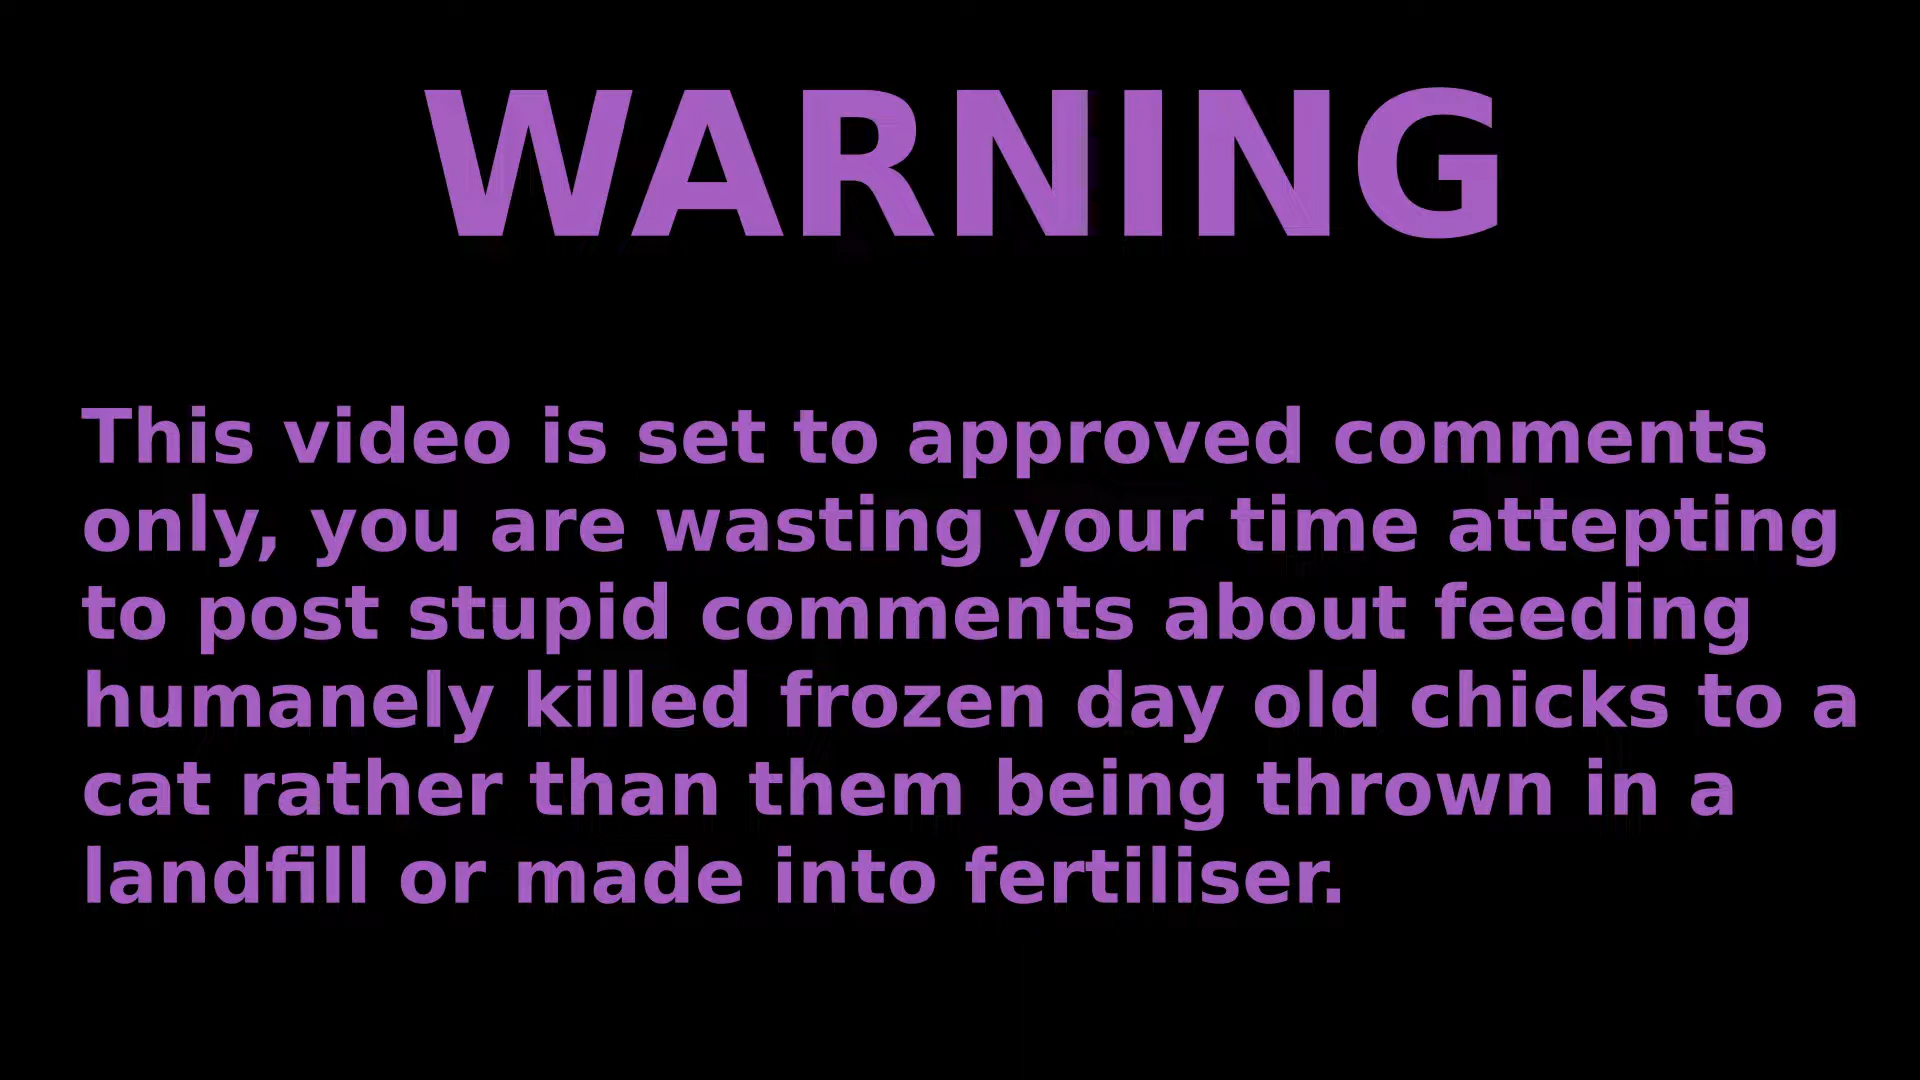 WARNING
This video is set to approved comments
only, you are wasting your time attepting
to post stupid comments about feeding
humanely killed frozen day old chicks to a
cat rather than them being thrown in a
landfill or made into fertiliser.